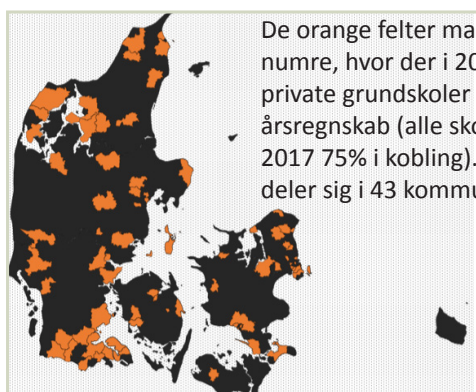 De orange felter ma
numre, hvor der i 20
private grundskoler
årsregnskab (alle sko
2017 75% i kobling).
deler sig i 43 kommu